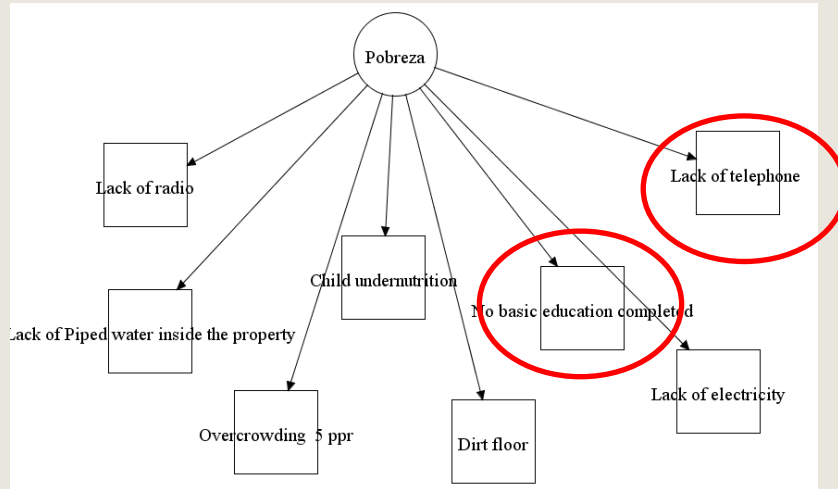 Pobreza
Lack of telephone
Lack of radio
Child undernutrition
No basic education completed
Lack of Piped water inside the property
Lack of electricity
Overcrowding 5 ppr
Dirt floor